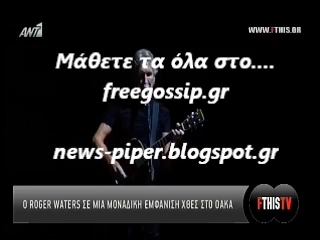 ANT1
WWW.FTHIS.GR
Μάθετε τα όλα στο....
freegossip.gr
news-piper.blogspot.gr
Ο ROGER WATERS ΣΕ ΜΙΑ ΜΟΝΑΔΙΚΗ ΕΜΦΑΝΙΣΗ ΧΘΕΣ ΣΤΟ ΟΑΚΑ
FTHISTV